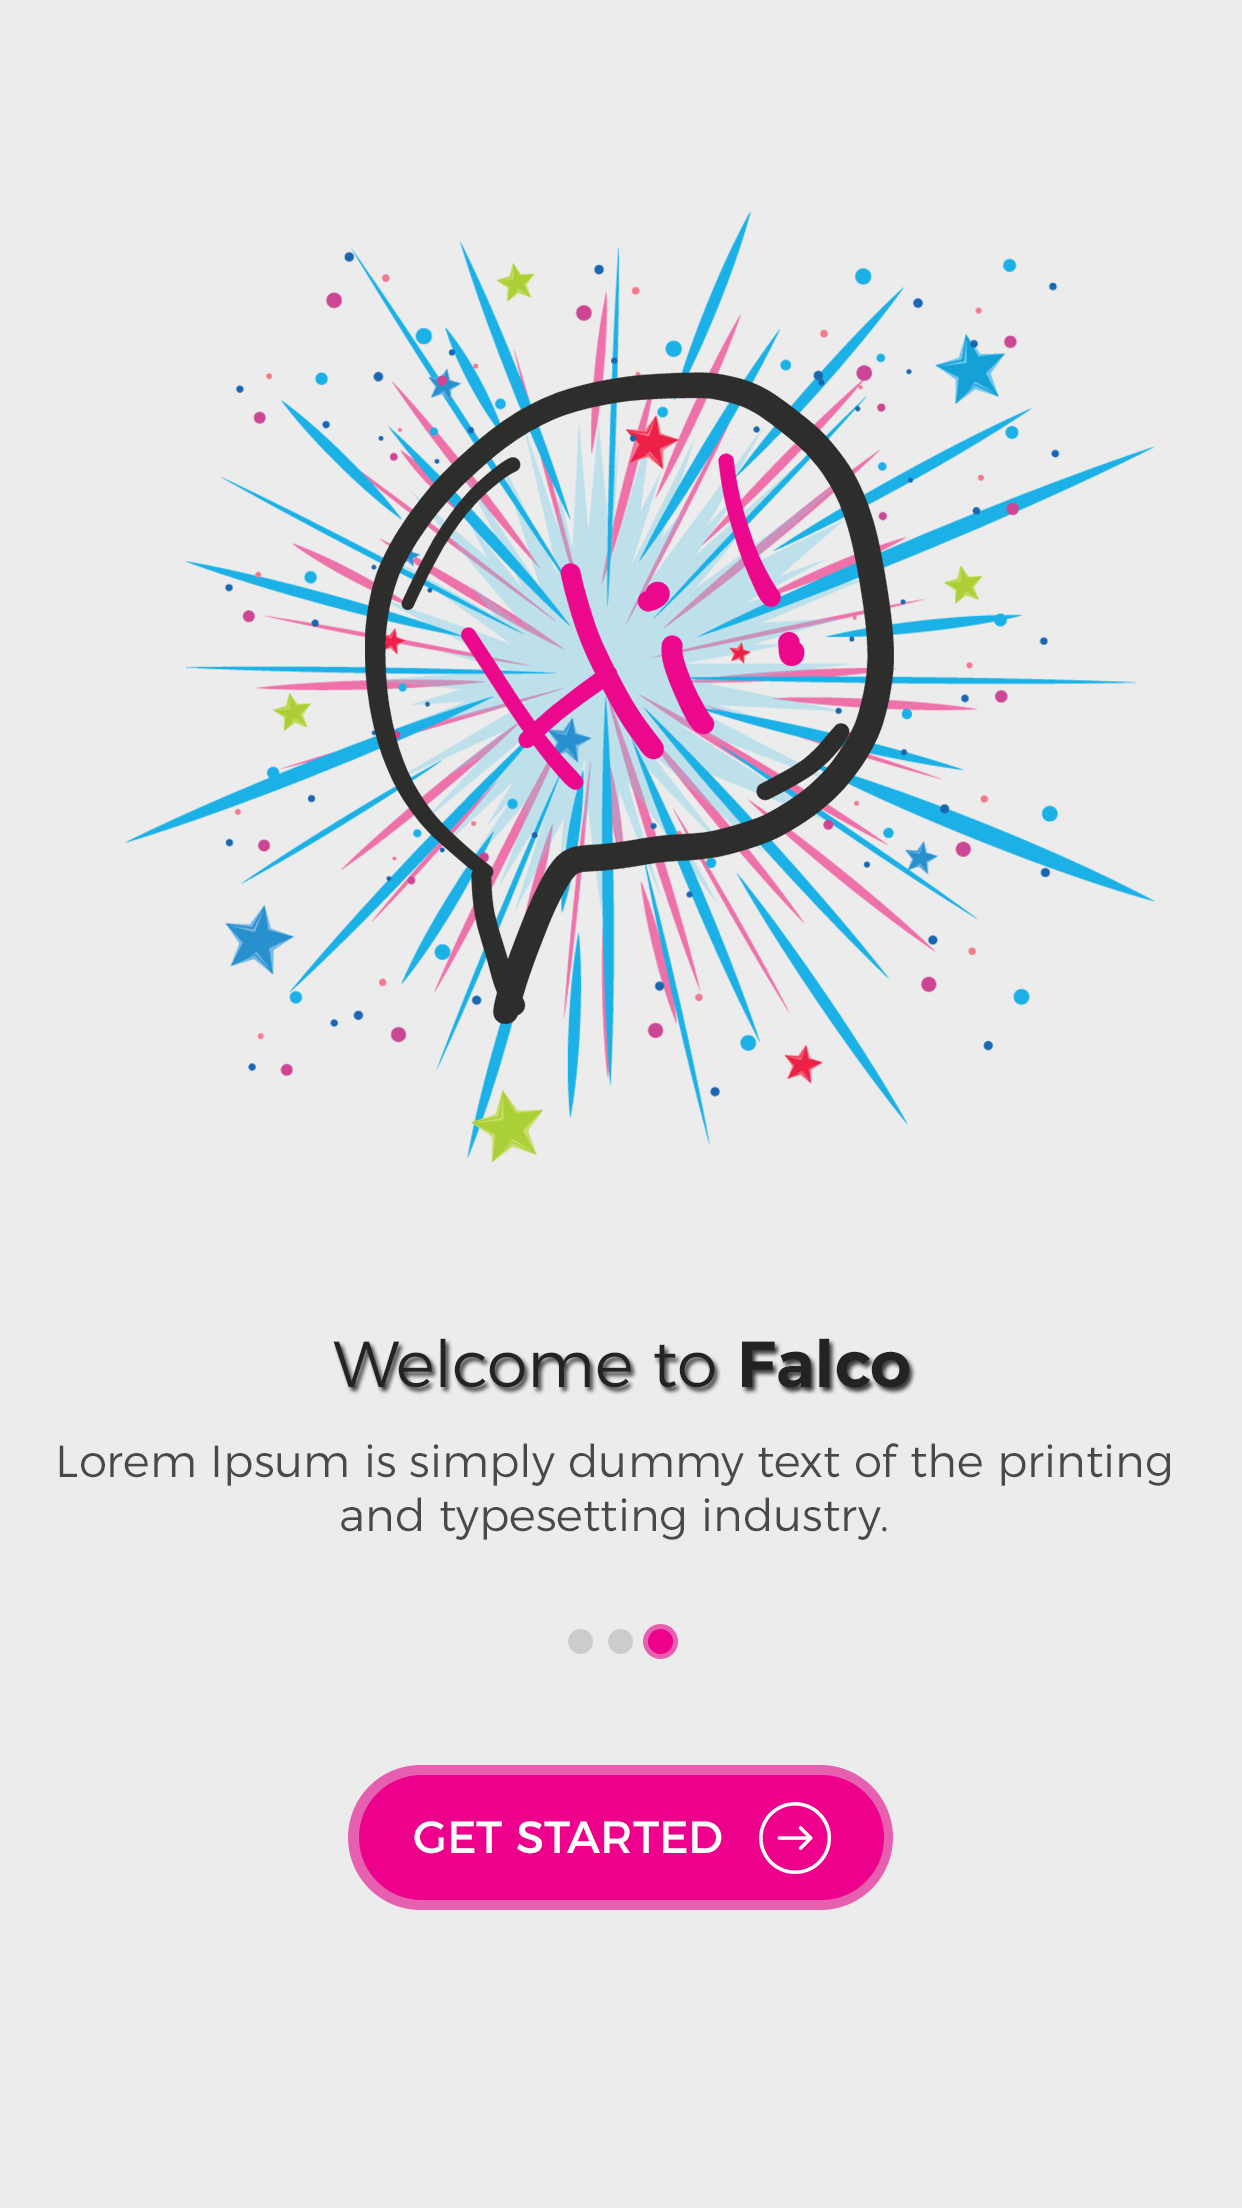 Hi!
Welcome to Falco
Lorem Ipsum is simply dummy text of the printing
and typesetting industry.
GET STARTED